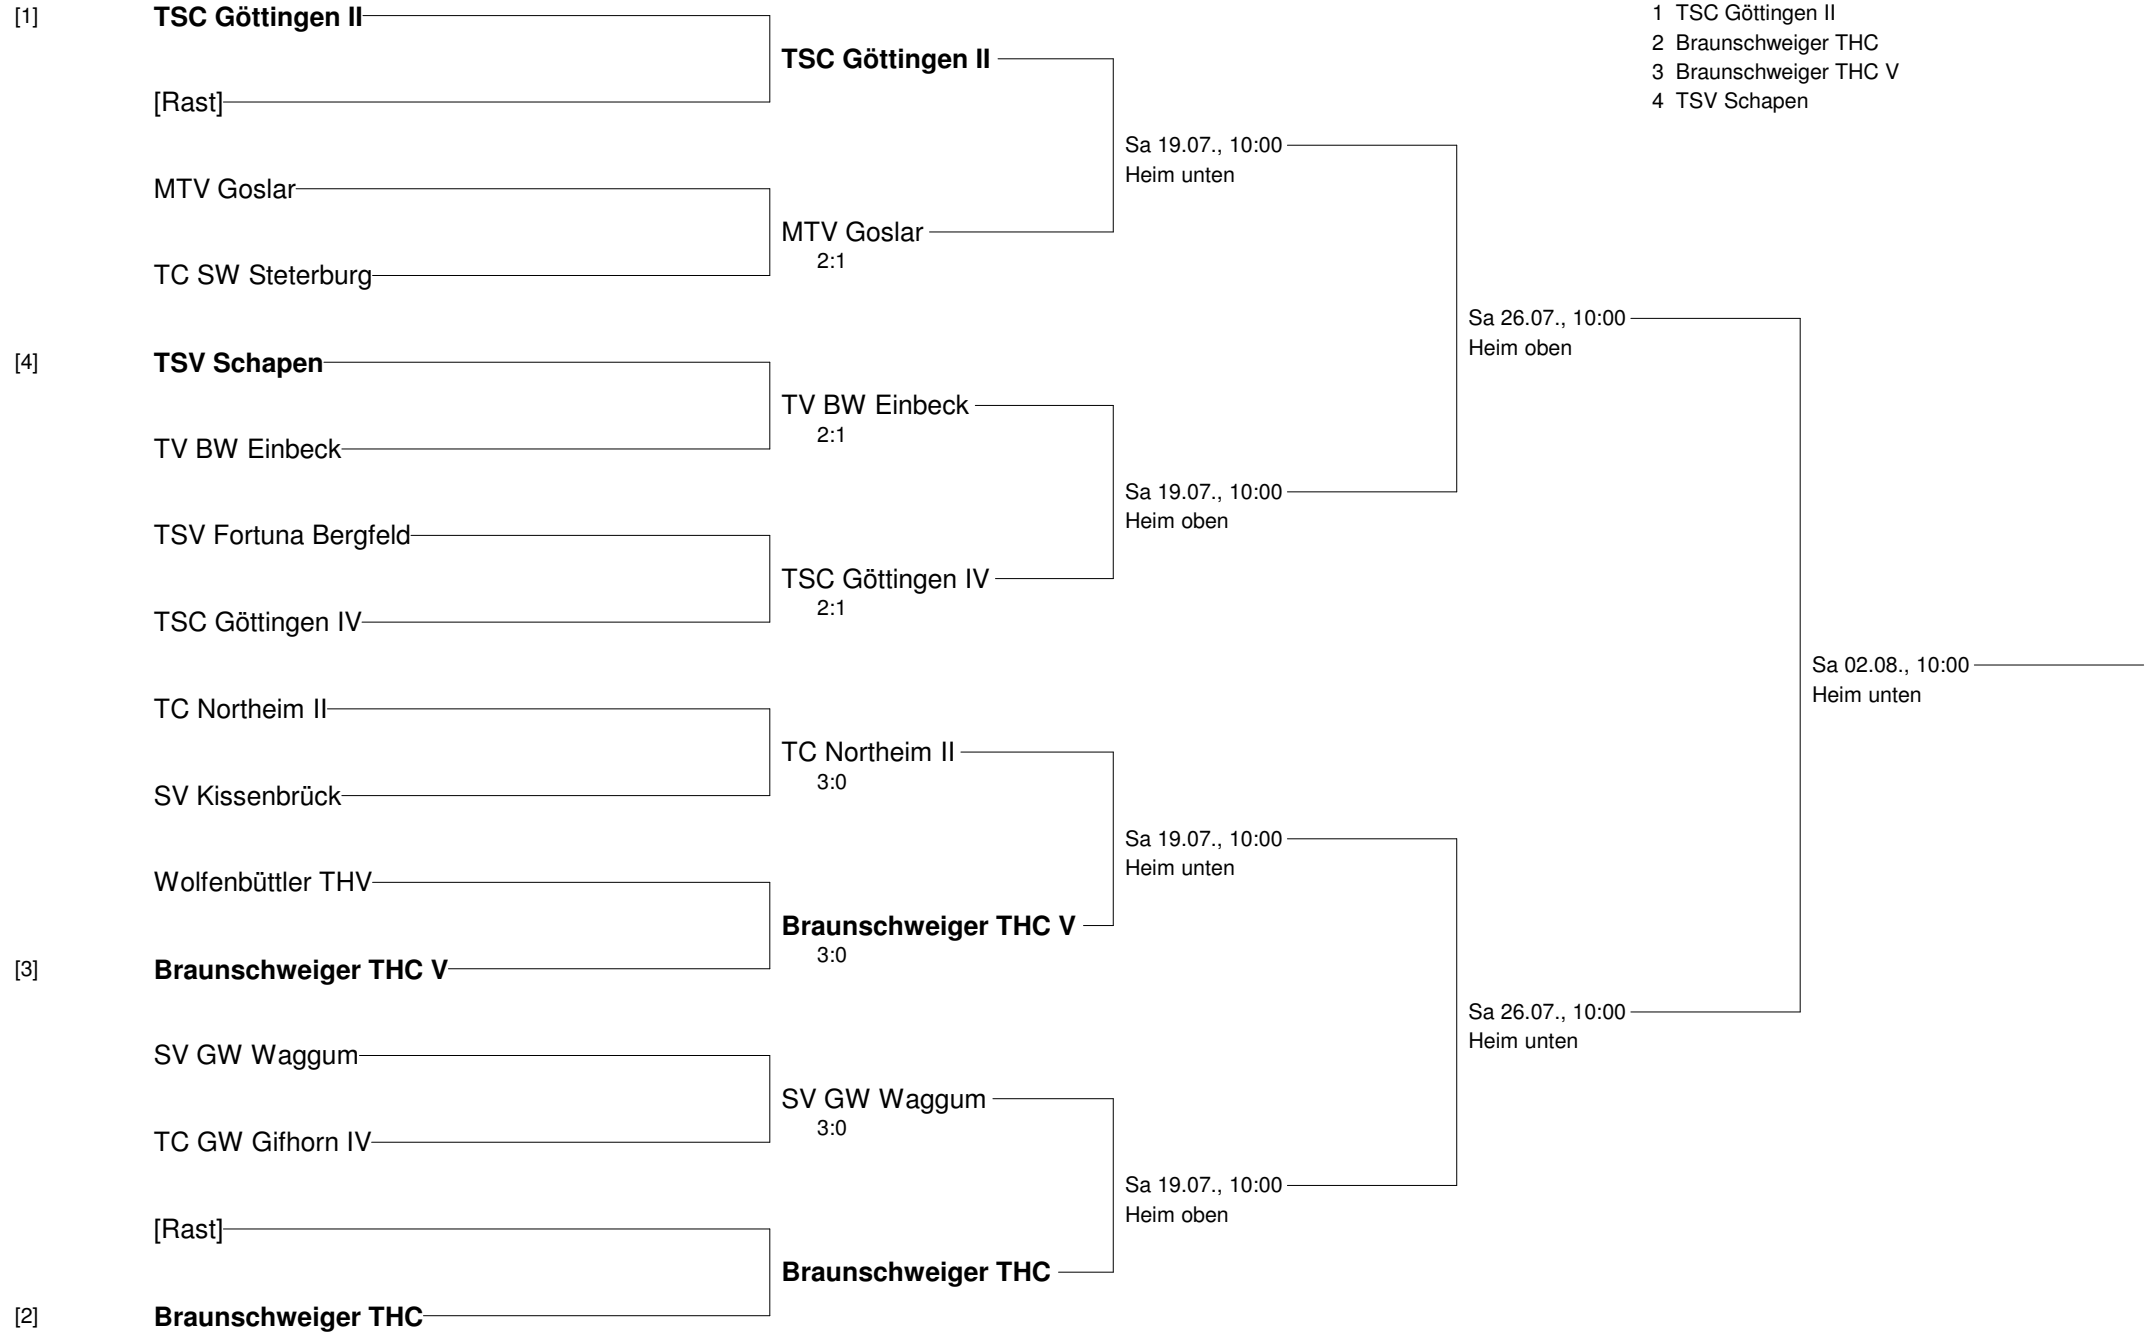 [1] TSC Göttingen II
[Rast]
MTV Goslar
TC SW Steterburg
[4] TSV Schapen
TV BW Einbeck
TSV Fortuna Bergfeld
TSC Göttingen IV
TC Northeim II
SV Kissenbrück
Wolfenbüttler THV
[3] Braunschweiger THC V
SV GW Waggum
TC GW Gifhorn IV
[Rast]
[2] Braunschweiger THC
TSC Göttingen II
MTV Goslar
2:1
TV BW Einbeck
2:1
TSC Göttingen IV
2:1
TC Northeim II
3:0
Braunschweiger THC V
3:0
SV GW Waggum
3:0
Braunschweiger THC
Sa 19.07., 10:00
Heim unten
Sa 19.07., 10:00
Heim oben
Sa 19.07., 10:00
Heim unten
Sa 19.07., 10:00
Heim oben
Sa 26.07., 10:00
Heim oben
Sa 26.07., 10:00
Heim unten
Sa 02.08., 10:00
Heim unten
1 TSC Göttingen II
2 Braunschweiger THC
3 Braunschweiger THC V
4 TSV Schapen